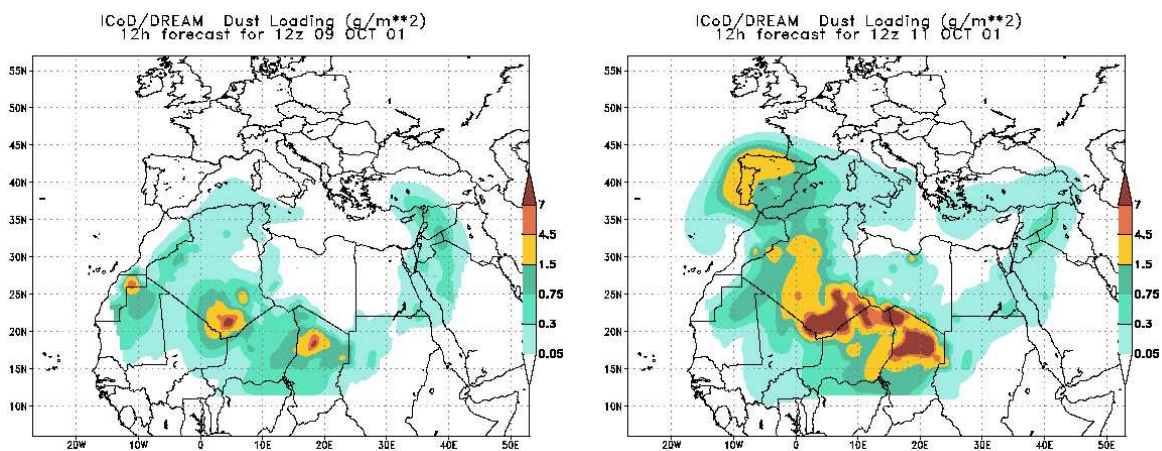 ICoD/DREAM Dust Loading (g/m**2)
12h forecast for 12z 09 OCT 01
55N
50N
45N
40N
35N
30N
25N
20N
15N
10N
20W
10W
0
10E
20E
30E
40E
50E
7
4.5
1.5
0.75
0.3
0.05
ICoD/DREAM Dust Loading (g/m**2)
12h forecast for 12z 11 OCT 01
55N
50N
45N
40N
35N
30N
25N
20N
15N
10N
20W
10W
0
10E
20E
30E
40E
50E
7
4.5
1.5
0.75
0.3
0.05